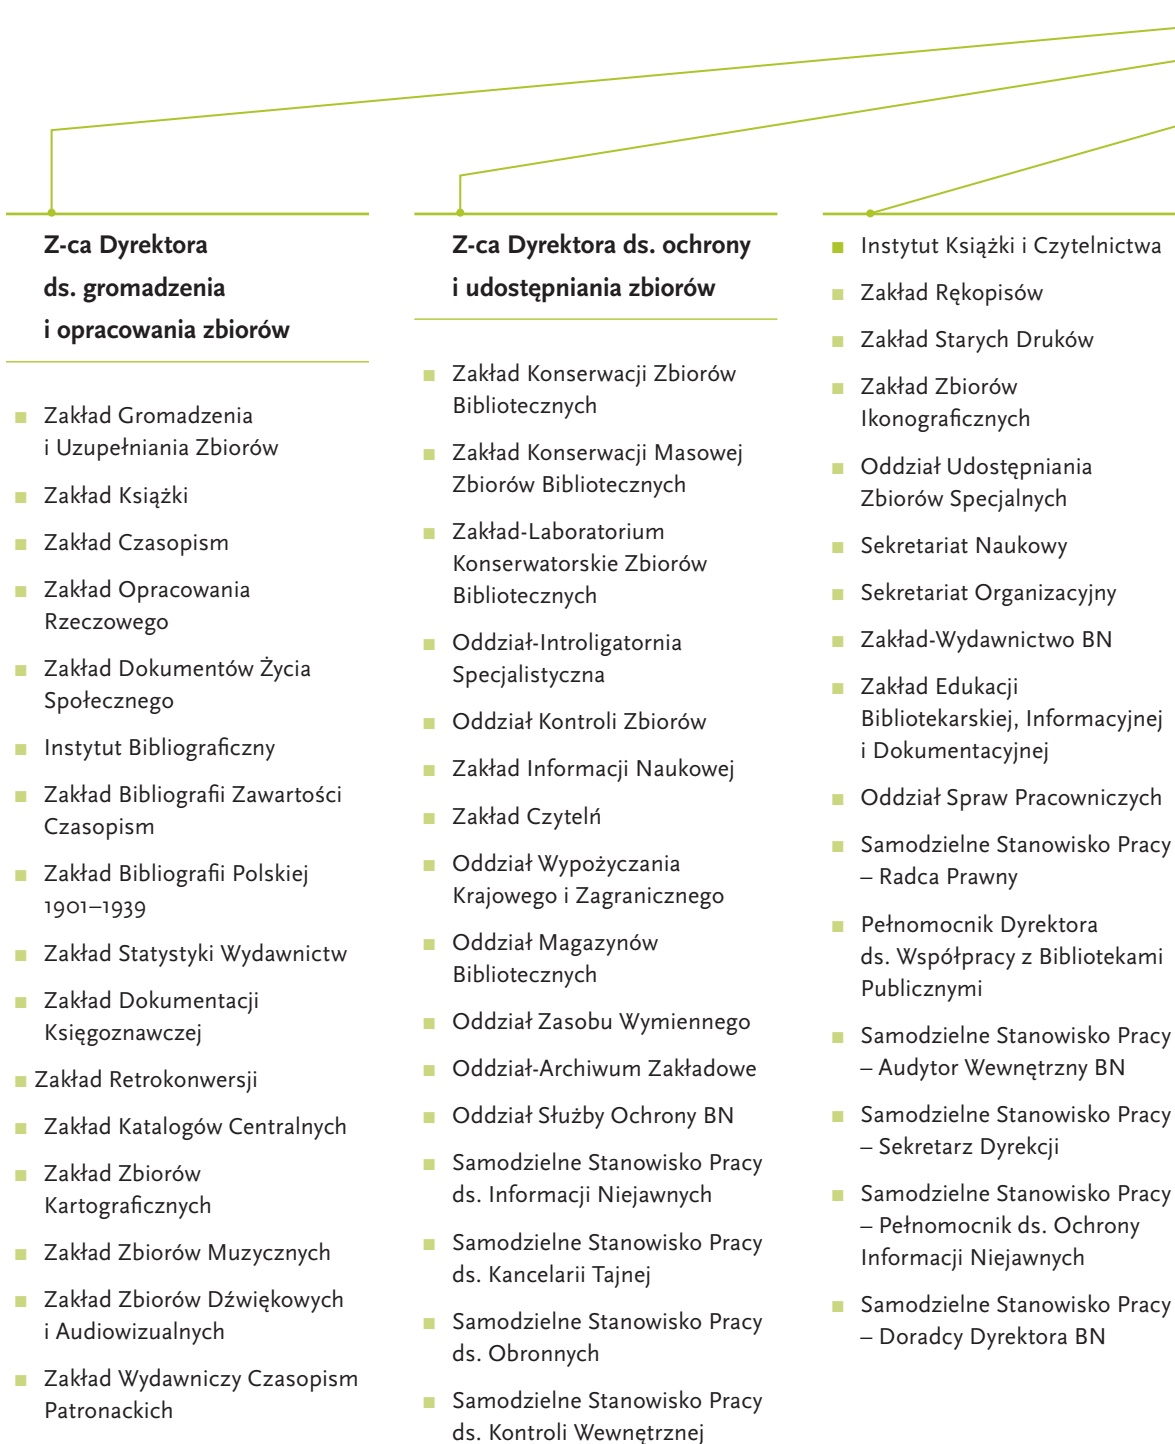 Z-ca Dyrektora
ds. gromadzenia
i opracowania zbiorów
Zakład Gromadzenia
i Uzupełniania Zbiorów
Zakład Książki
Zakład Czasopism
Zakład Opracowania
Rzeczowego
Zakład Dokumentów Życia
Społecznego
Instytut Bibliograficzny
Zakład Bibliografii Zawartości
Czasopism
Zakład Bibliografii Polskiej
1901–1939
Zakład Statystyki Wydawnictw
Zakład Dokumentacji
Księgoznawczej
Zakład Retrokonwersji
Zakład Katalogów Centralnych
Zakład Zbiorów
Kartograficznych
Zakład Zbiorów Muzycznych
Zakład Zbiorów Dźwiękowych
i Audiowizualnych
Zakład Wydawniczy Czasopism
Patronackich
Z-ca Dyrektora ds. ochrony
i udostępniania zbiorów
Zakład Konserwacji Zbiorów
Bibliotecznych
Zakład Konserwacji Masowej
Zbiorów Bibliotecznych
Zakład-Laboratorium
Konserwatorskie Zbiorów
Bibliotecznych
Oddział-Introligatornia
Specjalistyczna
Oddział Kontroli Zbiorów
Zakład Informacji Naukowej
Zakład Czytelń
Oddział Wypożyczania
Krajowego i Zagranicznego
Oddział Magazynów
Bibliotecznych
Oddział Zasobu Wymiennego
Oddział-Archiwum Zakładowe
Oddział Służby Ochrony BN
Samodzielne Stanowisko Pracy
ds. Informacji Niejawnych
Samodzielne Stanowisko Pracy
ds. Kancelarii Tajnej
Samodzielne Stanowisko Pracy
ds. Obronnych
Samodzielne Stanowisko Pracy
ds. Kontroli Wewnętrznej
Instytut Książki i Czytelnictwa
Zakład Rękopisów
Zakład Starych Druków
Zakład Zbiorów
Ikonograficznych
Oddział Udostępniania
Zbiorów Specjalnych
Sekretariat Naukowy
Sekretariat Organizacyjny
Zakład-Wydawnictwo BN
Zakład Edukacji
Bibliotekarskiej, Informacyjnej
i Dokumentacyjnej
Oddział Spraw Pracowniczych
Samodzielne Stanowisko Pracy
– Radca Prawny
Pełnomocnik Dyrektora
ds. Współpracy z Bibliotekami
Publicznymi
Samodzielne Stanowisko Pracy
– Audytor Wewnętrzny BN
Samodzielne Stanowisko Pracy
– Sekretarz Dyrekcji
Samodzielne Stanowisko Pracy
– Pełnomocnik ds. Ochrony
Informacji Niejawnych
Samodzielne Stanowisko Pracy
– Doradcy Dyrektora BN